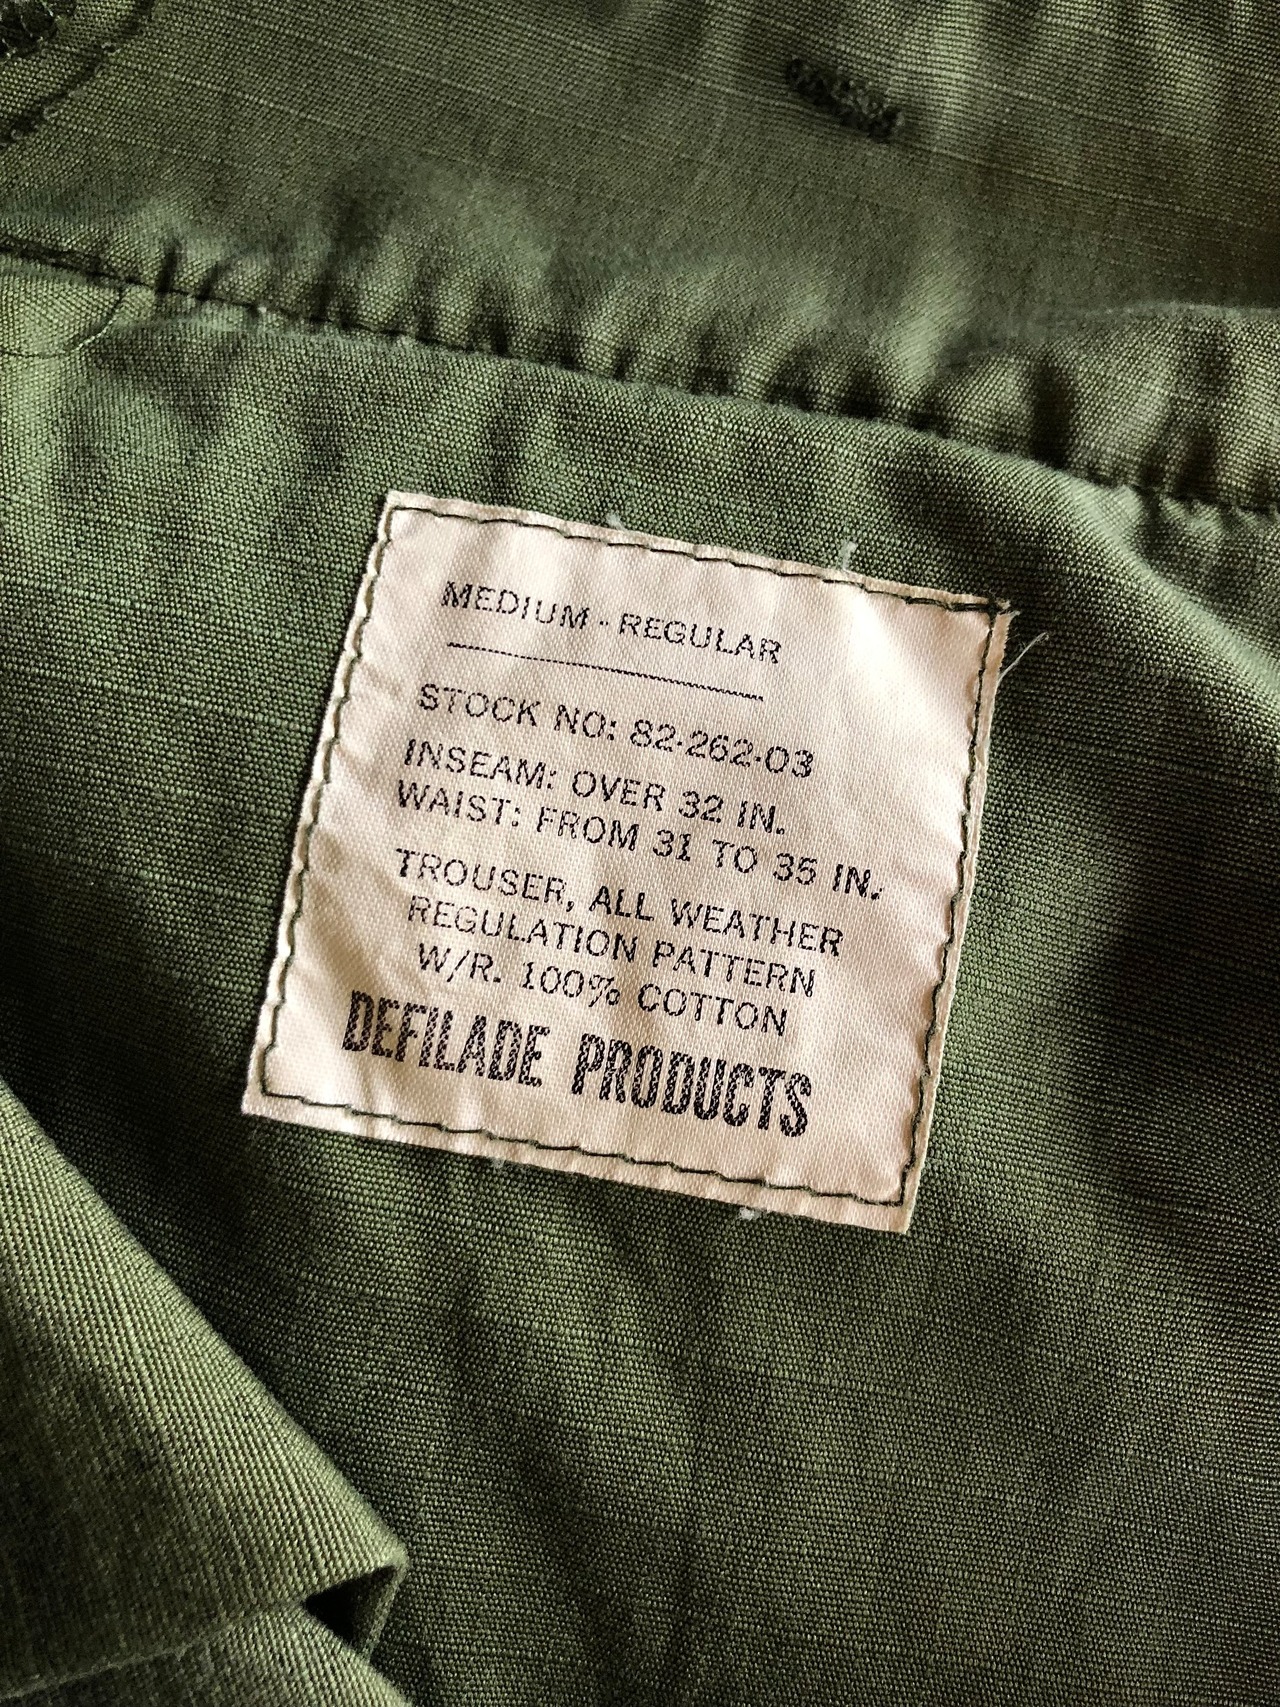 MEDIUM - REGULAR
STOCK NO: 82-262-03
INSEAM: OVER 32 IN.
WAIST: FROM 31 TO 35 IN.
TROUSER, ALL WEATHER
REGULATION PATTERN
W/R. 100% COTTON
DEFILADE PRODUCTS